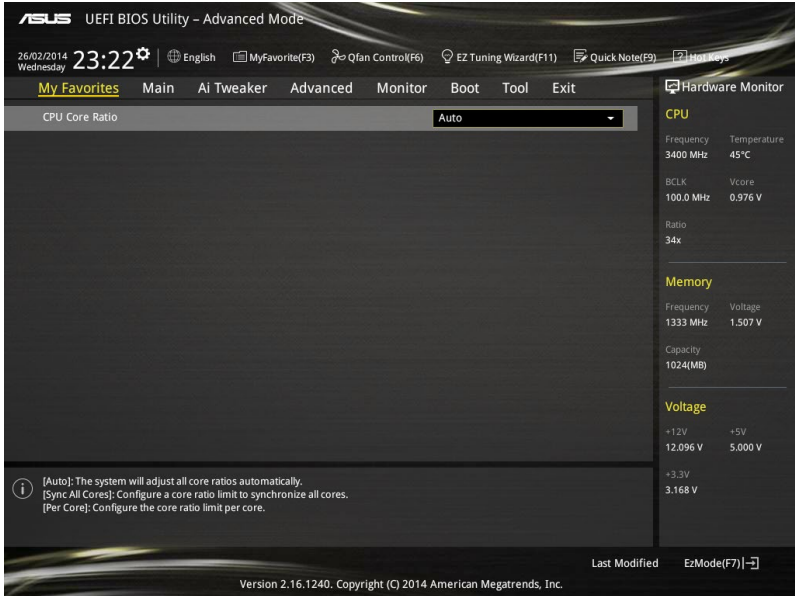 ASUS UEFI BIOS Utility – Advanced Mode
26/02/2014 Wednesday 23:22 English MyFavorite(F3) Qfan Control(F6) EZ Tuning Wizard(F11) Quick Note(F9) ? Hot Keys
My Favorites Main Ai Tweaker Advanced Monitor Boot Tool Exit
CPU Core Ratio Auto
[Auto]: The system will adjust all core ratios automatically.
[Sync All Cores]: Configure a core ratio limit to synchronize all cores.
[Per Core]: Configure the core ratio limit per core.
Hardware Monitor
CPU
Frequency Temperature
3400 MHz 45°C
BCLK Vcore
100.0 MHz 0.976 V
Ratio
34x
Memory
Frequency Voltage
1333 MHz 1.507 V
Capacity
1024(MB)
Voltage
+12V +5V
12.096 V 5.000 V
+3.3V
3.168 V
Last Modified EzMode(F7)
Version 2.16.1240. Copyright (C) 2014 American Megatrends, Inc.